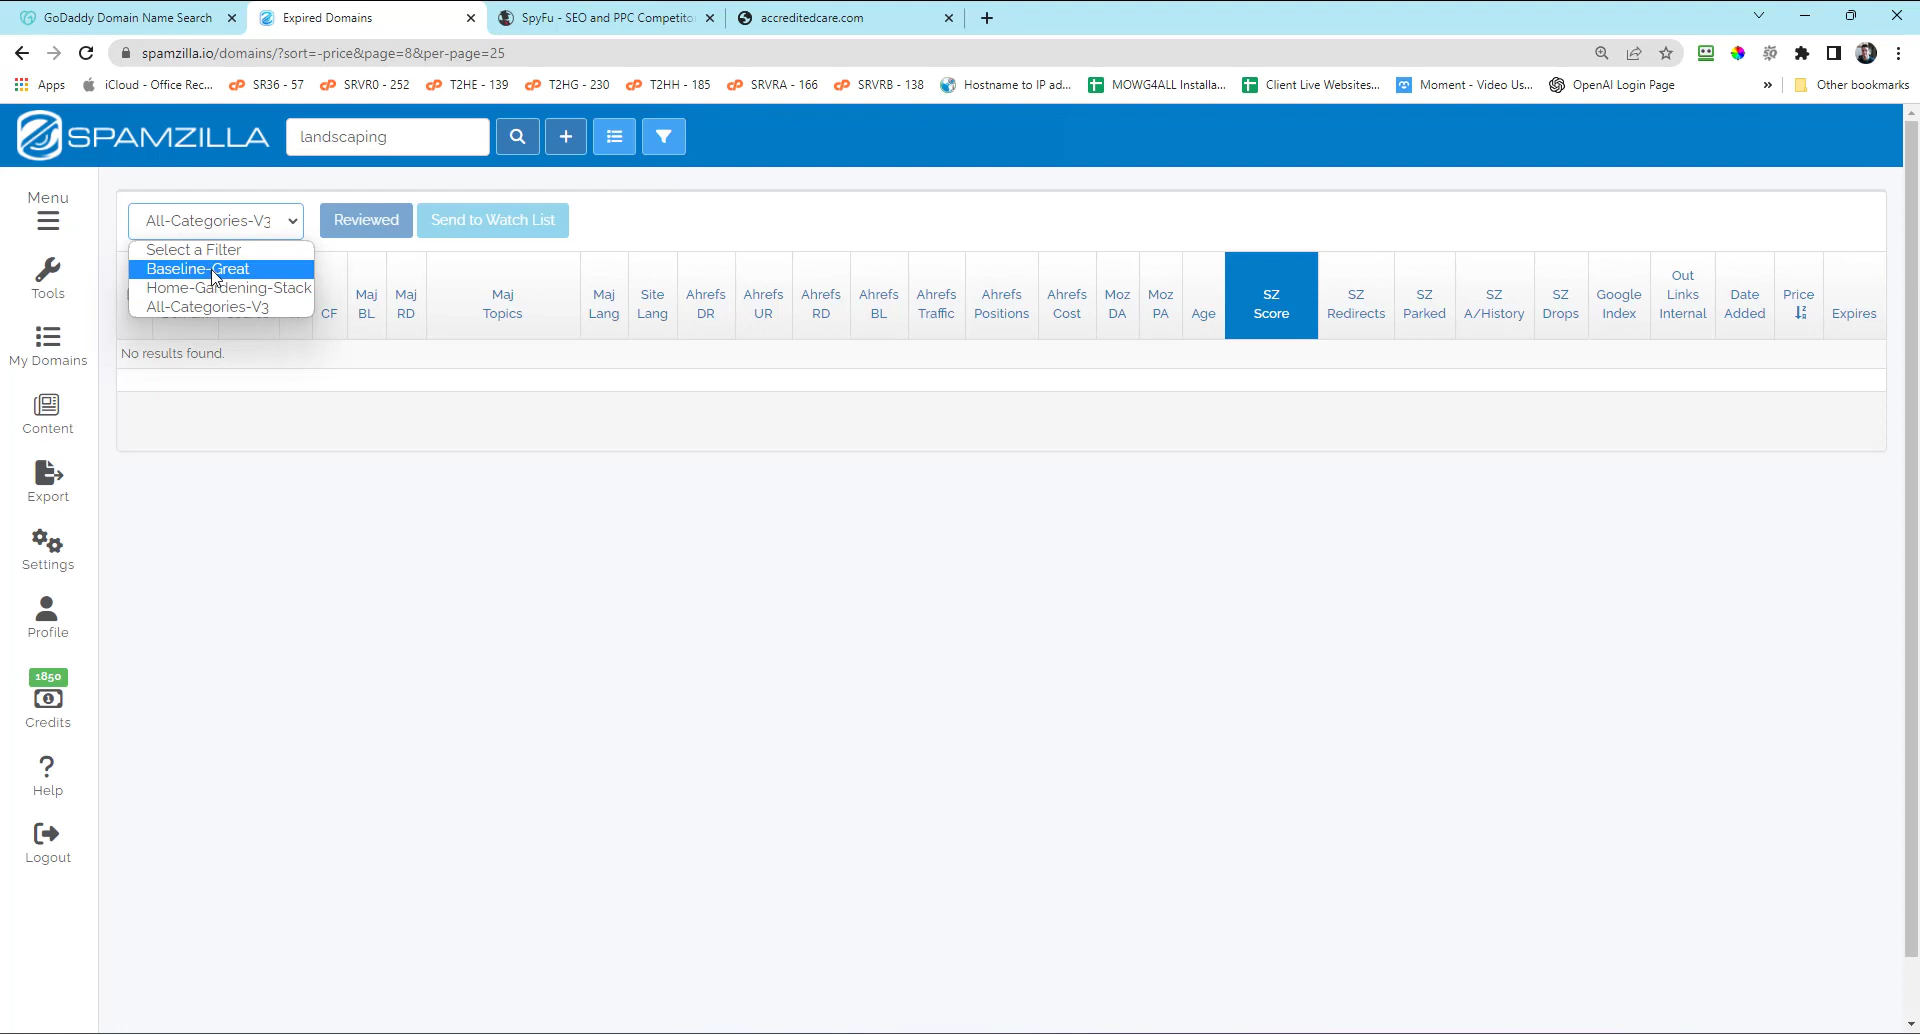 GoDaddy Domain Name Search
Expired Domains
SpyFu - SEO and PPC Competito
accreditedcare.com
spamzilla.io/domains/?sort=-price&page=8&per-page=25
Apps
iCloud - Office Rec...
SR36 - 57
SRVR0 - 252
T2HE - 139
T2HG - 230
T2HH - 185
SRVRA - 166
SRVRB - 138
Hostname to IP ad...
MOWG4ALL Installa...
Client Live Websites...
Moment - Video Us...
OpenAI Login Page
»
Other bookmarks
SPAMZILLA
landscaping
Menu
Tools
My Domains
Content
Export
Settings
Profile
1850
Credits
Help
Logout
All-Categories-V3
Reviewed
Send to Watch List
Select a Filter
Baseline-Great
Home-Gardening-Stack
All-Categories-V3
CF
Maj
BL
Maj
RD
Maj
Topics
Maj
Lang
Site
Lang
Ahrefs
DR
Ahrefs
UR
Ahrefs
RD
Ahrefs
BL
Ahrefs
Traffic
Ahrefs
Positions
Ahrefs
Cost
Moz
DA
Moz
PA
Age
SZ
Score
SZ
Redirects
SZ
Parked
SZ
A/History
SZ
Drops
Google
Index
Out
Links
Internal
Date
Added
Price
Expires
No results found.